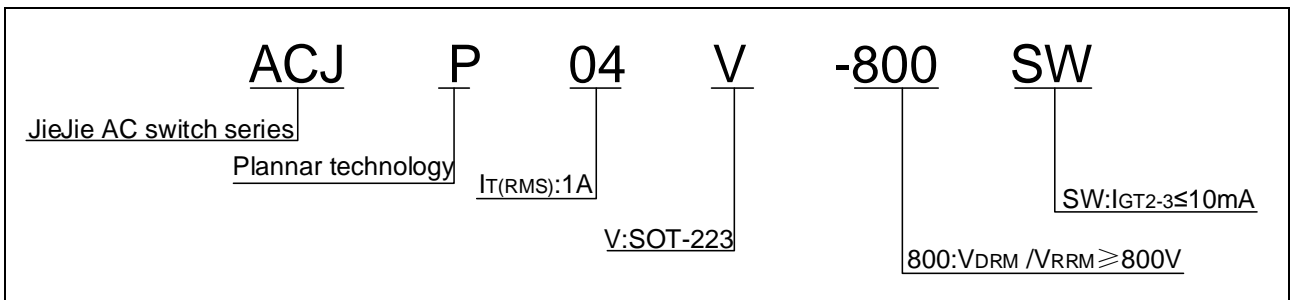 ACJ P 04 V -800 SW
JieJie AC switch series
Plannar technology
IT(RMS):1A
SW:IGT2-3≤10mA
V:SOT-223
800:VDRM /VRRM≥800V